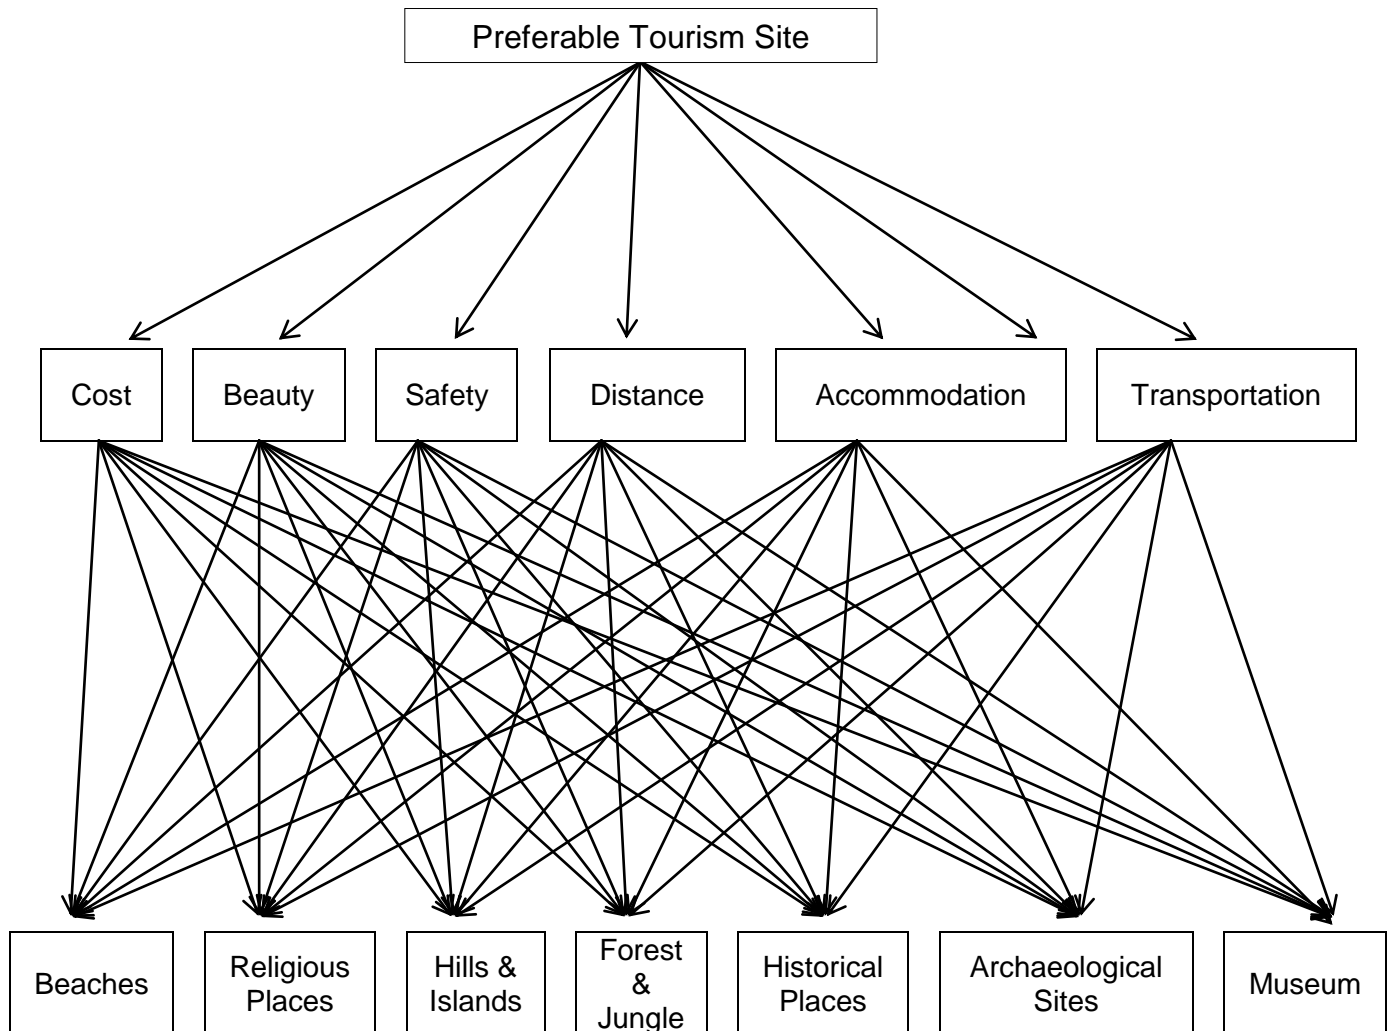 Preferable Tourism Site
Cost
Beauty
Safety
Distance
Accommodation
Transportation
Beaches
Religious
Places
Hills &
Islands
Forest
&
Jungle
Historical
Places
Archaeological
Sites
Museum